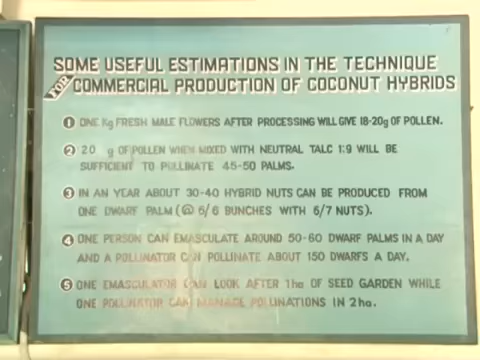 SOME USEFUL ESTIMATIONS IN THE TECHNIQUE
FOR COMMERCIAL PRODUCTION OF COCONUT HYBRIDS
1 ONE Kg FRESH MALE FLOWERS AFTER PROCESSING WILL GIVE 18-20g OF POLLEN.
2 20 g OF POLLEN WHEN MIXED WITH NEUTRAL TALC 1:9 WILL BE
SUFFICIENT TO POLLINATE 45-50 PALMS.
3 IN AN YEAR ABOUT 30-40 HYBRID NUTS CAN BE PRODUCED FROM
ONE DWARF PALM (@ 5/6 BUNCHES WITH 6/7 NUTS).
4 ONE PERSON CAN EMASCULATE AROUND 50-60 DWARF PALMS IN A DAY
AND A POLLINATOR CAN POLLINATE ABOUT 150 DWARFS A DAY.
5 ONE EMASCULATOR CAN LOOK AFTER 1ha OF SEED GARDEN WHILE
ONE POLLINATOR CAN MANAGE POLLINATIONS IN 2ha.